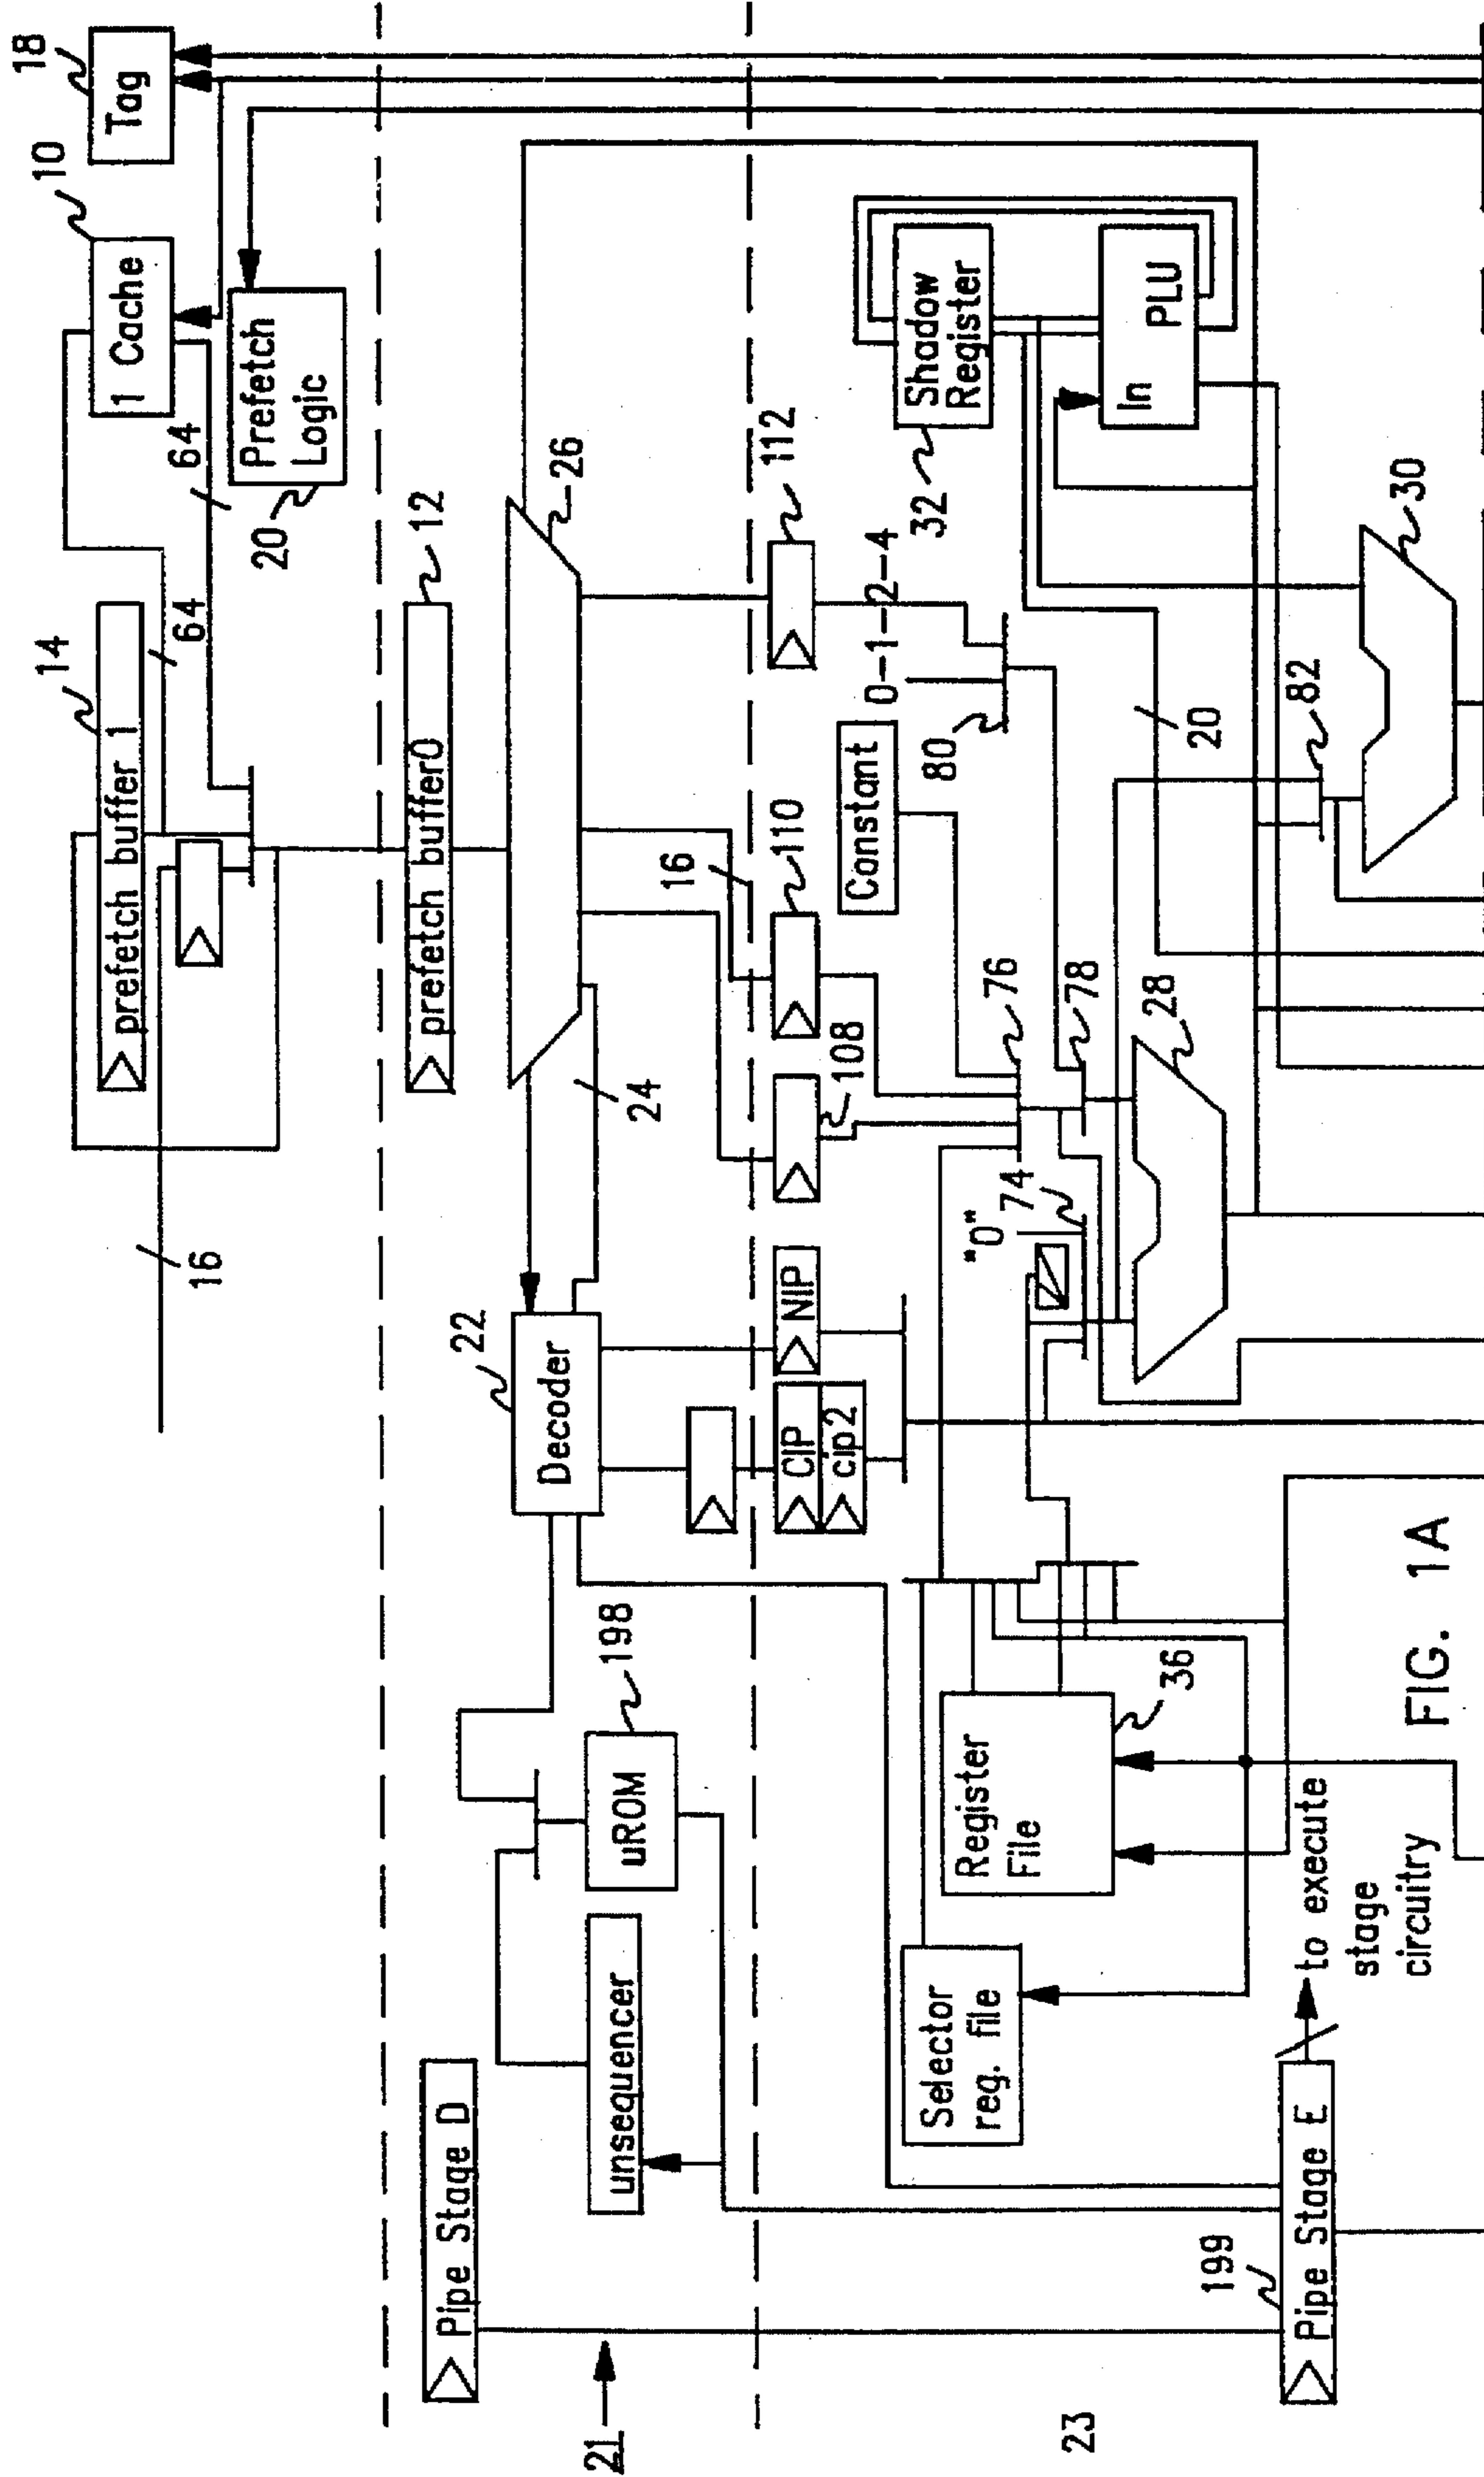 18
Tag
10
1 Cache
64
Prefetch
Logic
20
14
prefetch buffer 1
64
16
12
prefetch buffer0
26
24
22
Decoder
16
198
uROM
unsequencer
Pipe Stage D
21
112
110
108
NIP
CIP
cip2
Constant
0-1-2-4
80
76
78
74
"0"
28
32
Shadow
Register
In
PLU
20
82
30
Register
File
36
Selector
reg. file
23
199
Pipe Stage E
to execute
stage
circuitry
FIG. 1A